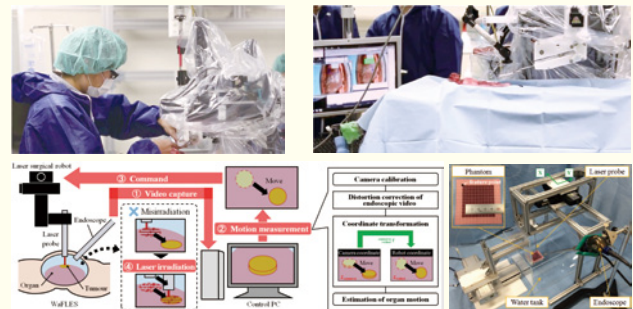 Laser surgical robot
③ Command
① Video capture
Move
Endoscope
Misirradiation
② Motion measurement
Laser
probe
④ Laser irradiation
Organ
Tumour
WaFLES
Control PC
Camera calibration
Distortion correction of
endoscopic video
Coordinate transformation
Camera coordinate
Robot coordinate
Move
Move
Estimation of organ motion
Phantom
Laser probe
Water tank
Endoscope